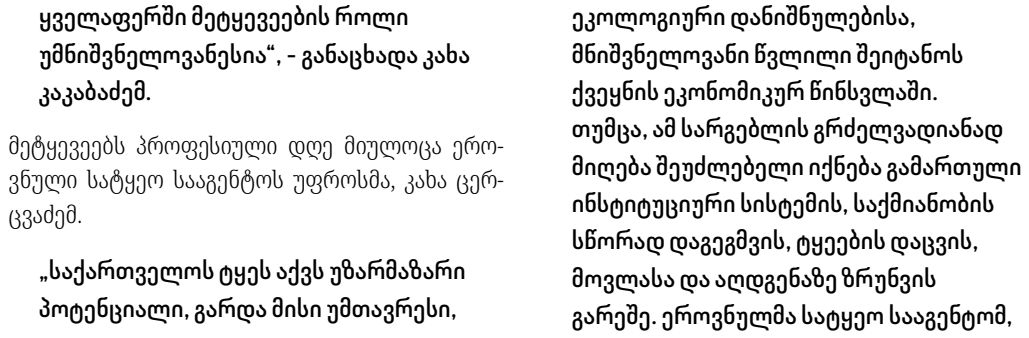 ყველაფერში მეტყევეების როლი
უმნიშვნელოვანესია“, – განაცხადა კახა
კაკაბაძემ.
მეტყევეებს პროფესიული დღე მიულოცა ერო-
ვნული სატყეო სააგენტოს უფროსმა, კახა ცერ-
ცვაძემ.
„საქართველოს ტყეს აქვს უზარმაზარი
პოტენციალი, გარდა მისი უმთავრესი,
ეკოლოგიური დანიშნულებისა,
მნიშვნელოვანი წვლილი შეიტანოს
ქვეყნის ეკონომიკურ წინსვლაში.
თუმცა, ამ სარგებლის გრძელვადიანად
მიღება შეუძლებელი იქნება გამართული
ინსტიტუციური სისტემის, საქმიანობის
სწორად დაგეგმვის, ტყეების დაცვის,
მოვლასა და აღდგენაზე ზრუნვის
გარეშე. ეროვნულმა სატყეო სააგენტომ,